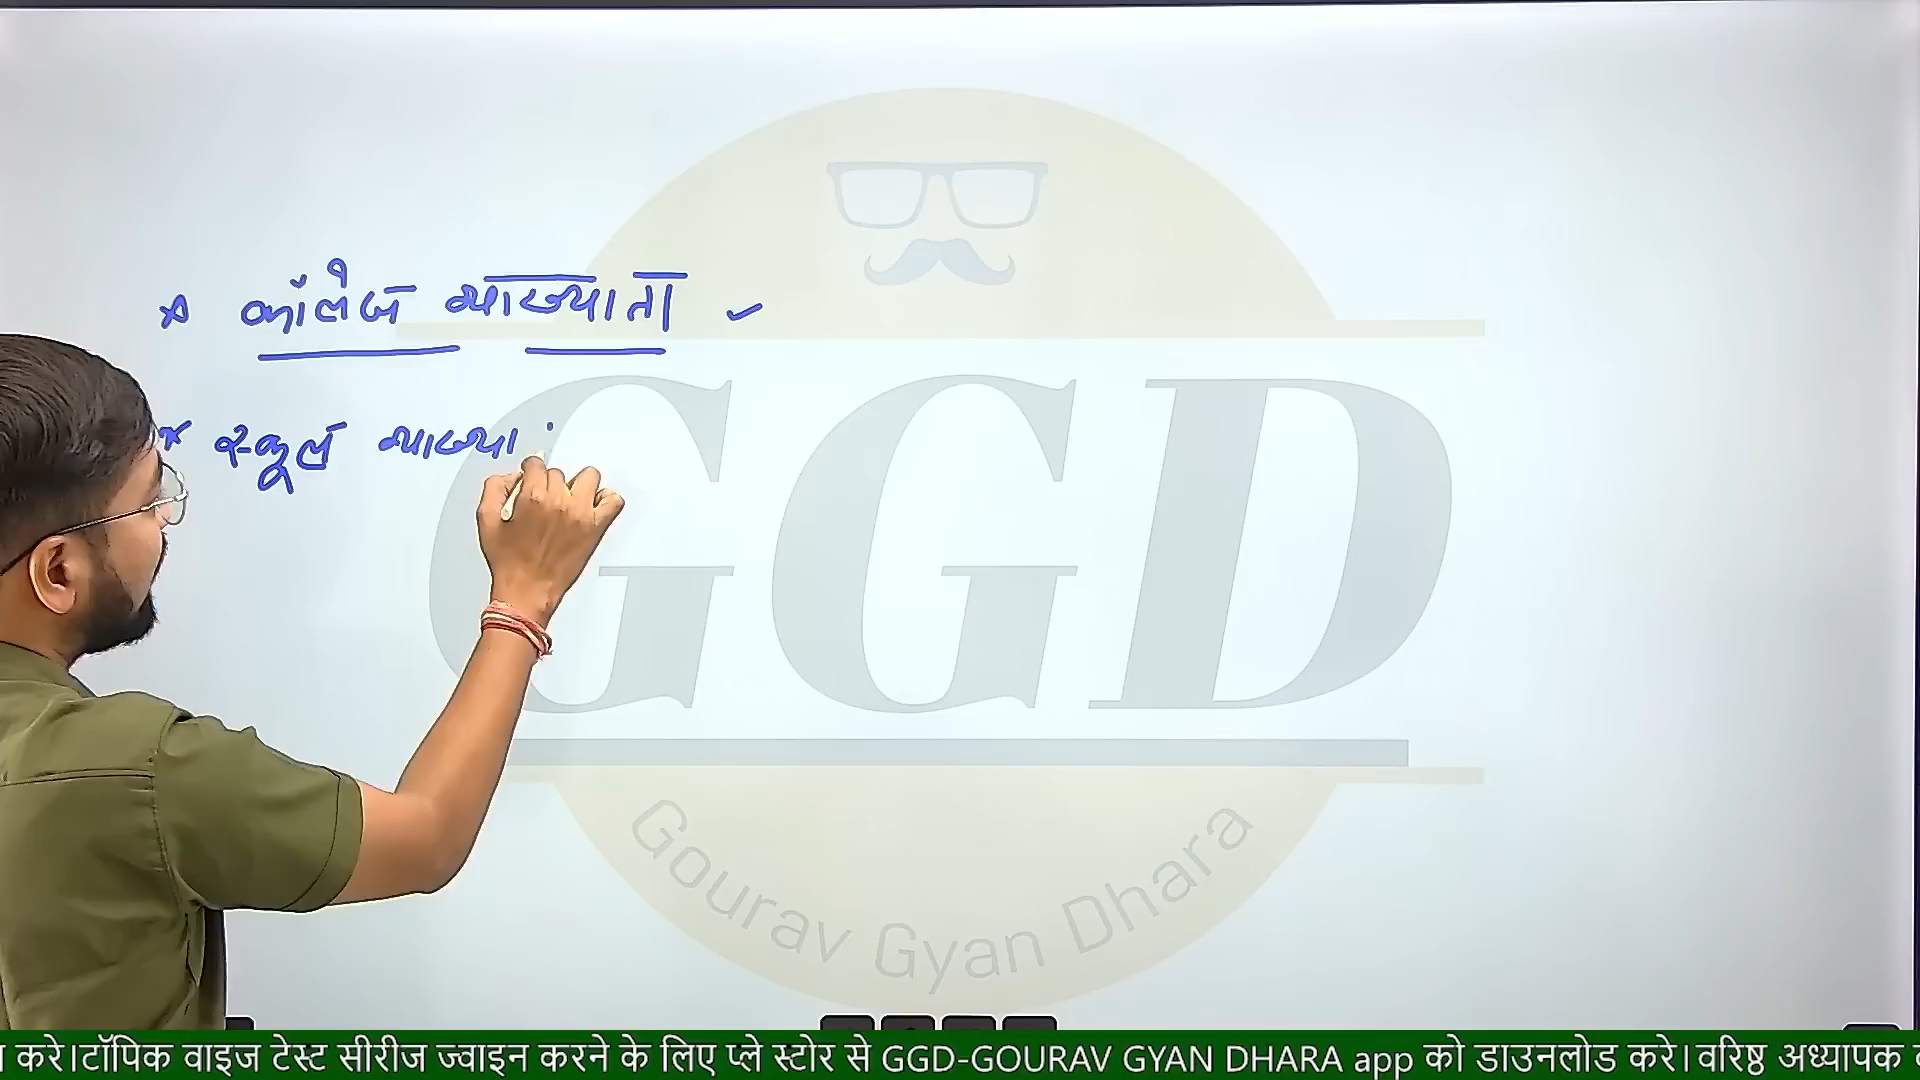 * कॉलेज व्याख्याता ✓
* स्कूल व्याख्या
GGD
Gourav Gyan Dhara
करे।टॉपिक वाइज टेस्ट सीरीज ज्वाइन करने के लिए प्ले स्टोर से GGD-GOURAV GYAN DHARA app को डाउनलोड करे।वरिष्ठ अध्यापक